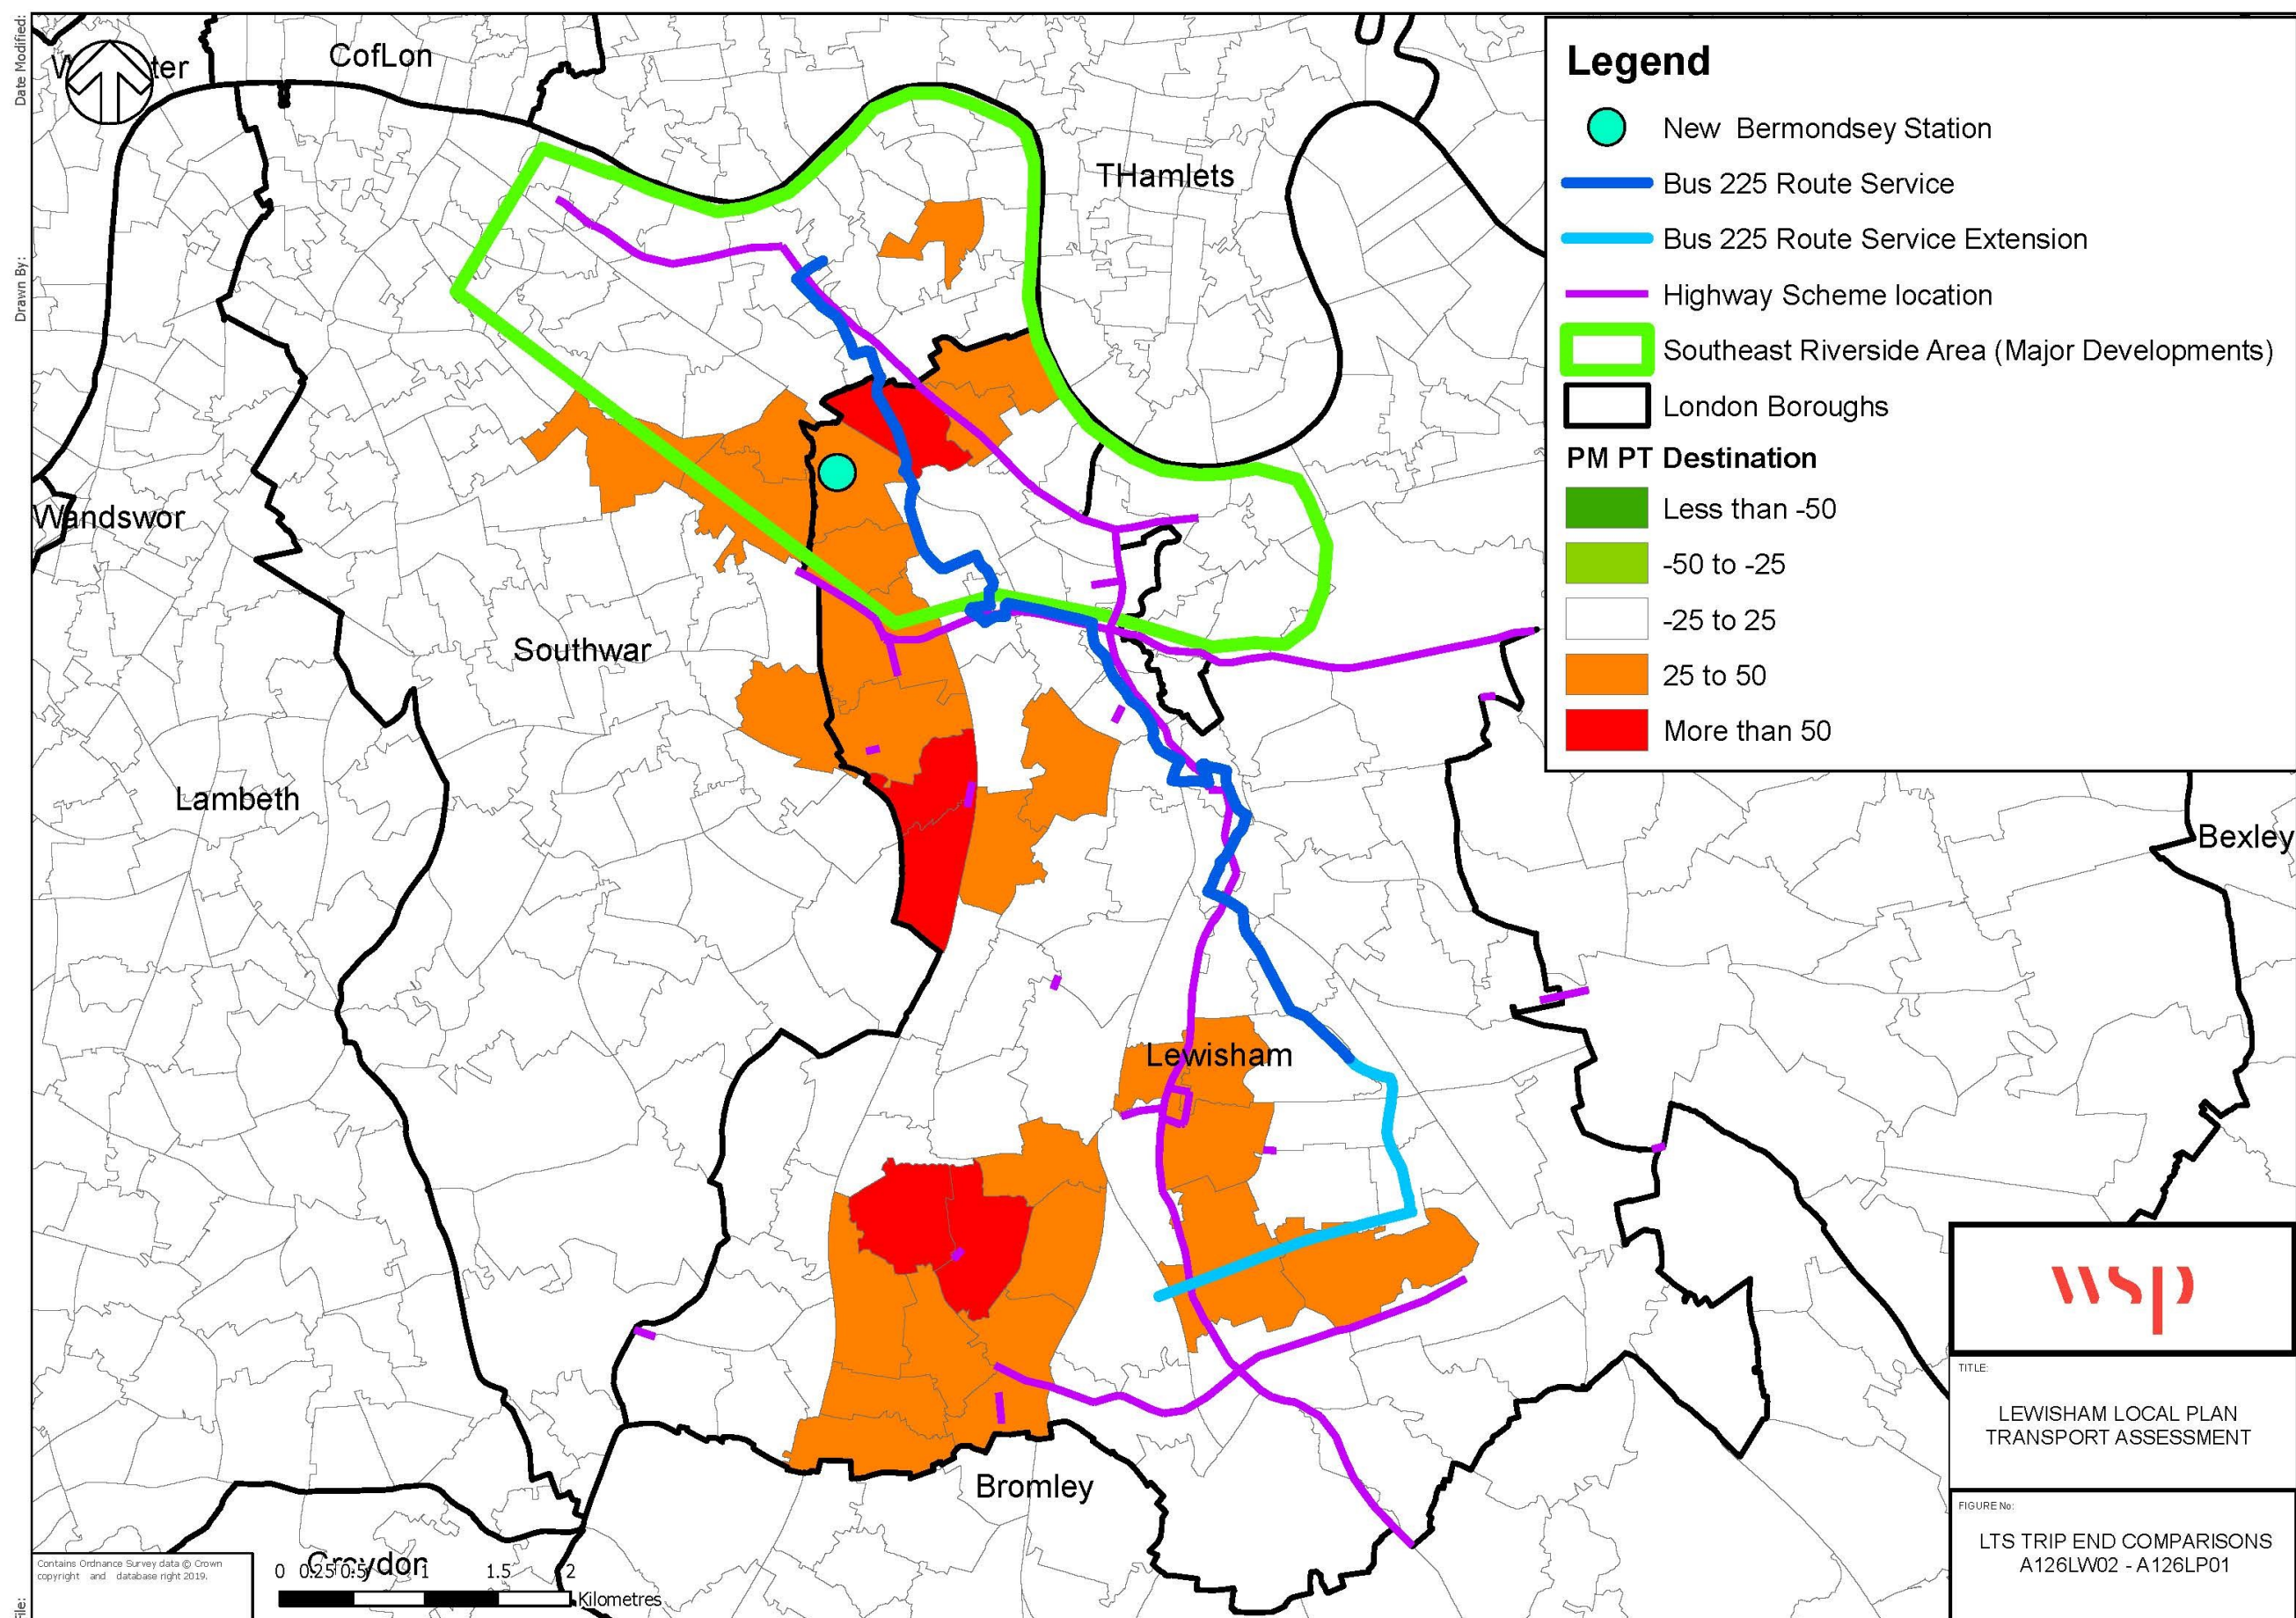 Date Modified:
Drawn By:
File:
CofLon
THamlets
Wandswor
Southwar
Lambeth
Lewisham
Bexley
Bromley
Croydon
Legend
New Bermondsey Station
Bus 225 Route Service
Bus 225 Route Service Extension
Highway Scheme location
Southeast Riverside Area (Major Developments)
London Boroughs
PM PT Destination
Less than -50
-50 to -25
-25 to 25
25 to 50
More than 50
wsp
TITLE:
LEWISHAM LOCAL PLAN
TRANSPORT ASSESSMENT
FIGURE No:
LTS TRIP END COMPARISONS
A126LW02 - A126LP01
Contains Ordnance Survey data © Crown
copyright and database right 2019.
0 0.25 0.5 1 1.5 2
Kilometres